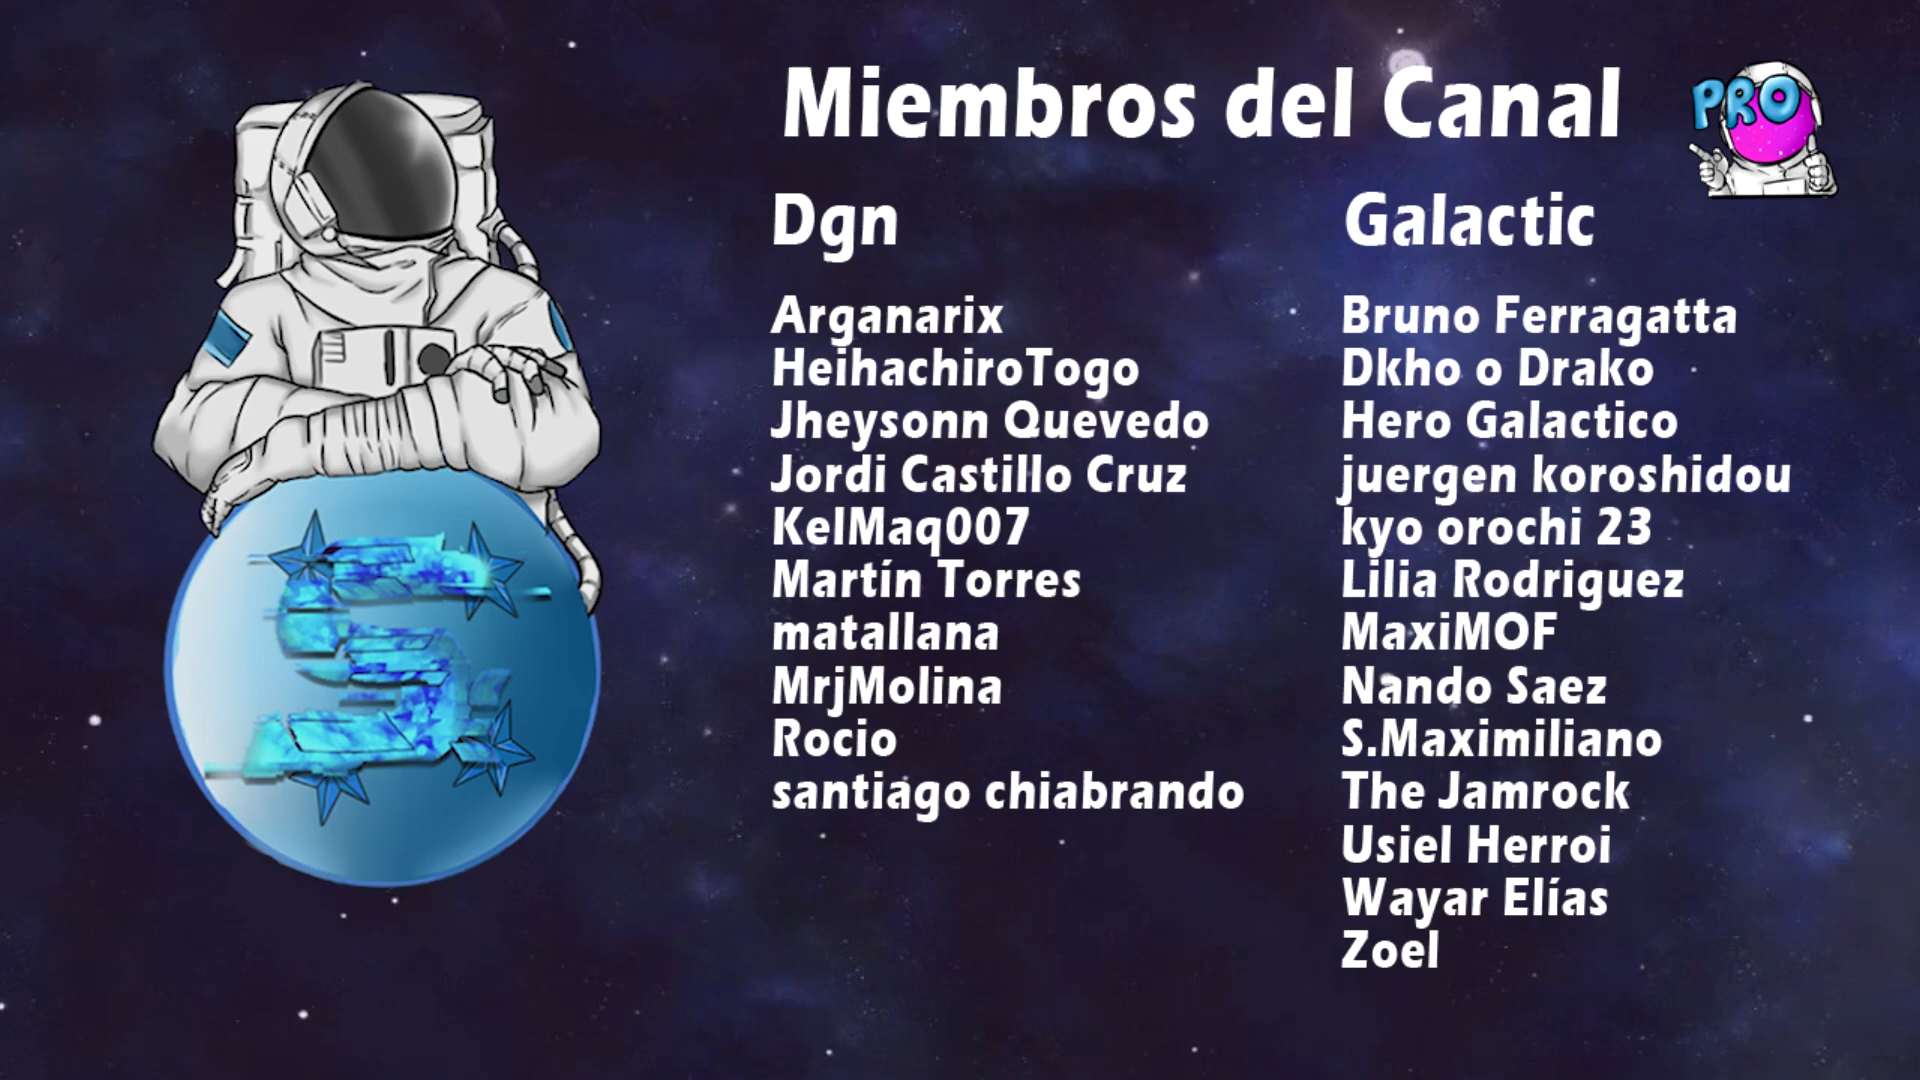 Miembros del Canal
PRO
Dgn
Arganarix
HeihachiroTogo
Jheysonn Quevedo
Jordi Castillo Cruz
KelMaq007
Martín Torres
matallana
MrjMolina
Rocio
santiago chiabrando
Galactic
Bruno Ferragatta
Dkho o Drako
Hero Galactico
juergen koroshidou
kyo orochi 23
Lilia Rodriguez
MaxiMOF
Nando Saez
S.Maximiliano
The Jamrock
Usiel Herroi
Wayar Elías
Zoel
S